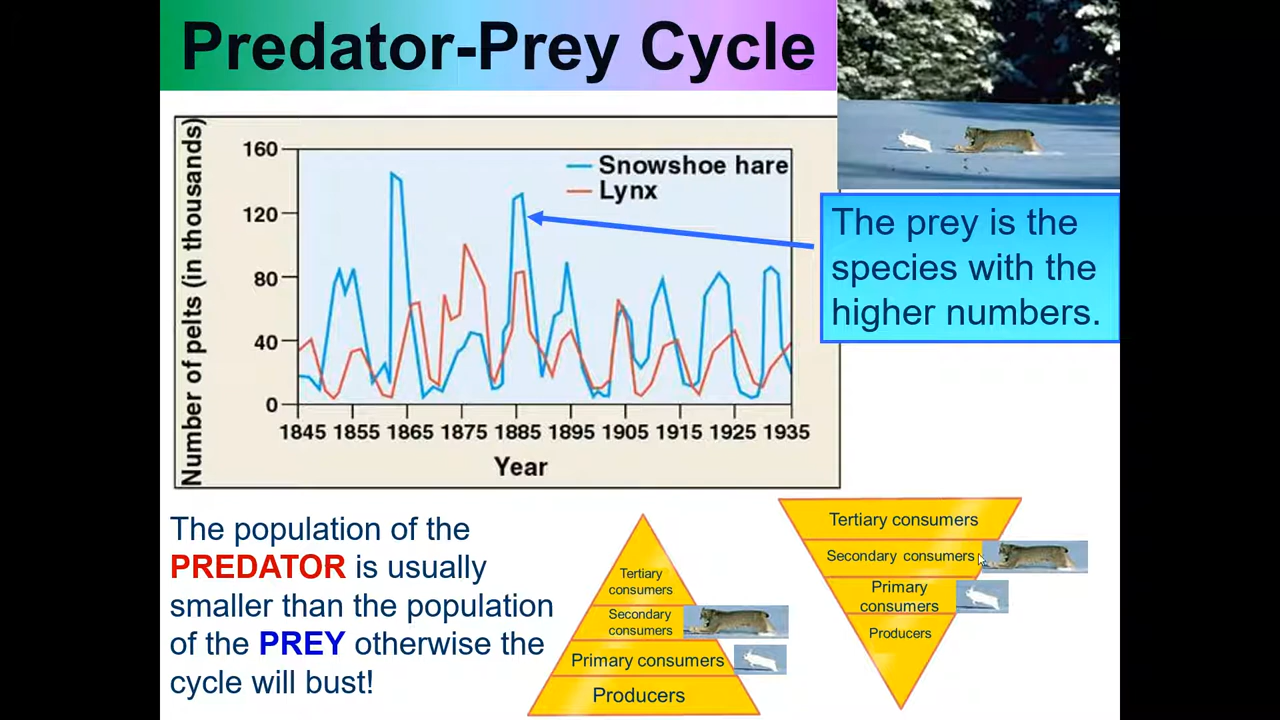 Predator-Prey Cycle
Number of pelts (in thousands)
160
120
80
40
0
Snowshoe hare
Lynx
1845 1855 1865 1875 1885 1895 1905 1915 1925 1935
Year
The prey is the
species with the
higher numbers.
The population of the
PREDATOR is usually
smaller than the population
of the PREY otherwise the
cycle will bust!
Tertiary
consumers
Secondary
consumers
Primary consumers
Producers
Tertiary consumers
Secondary consumers
Primary
consumers
Producers